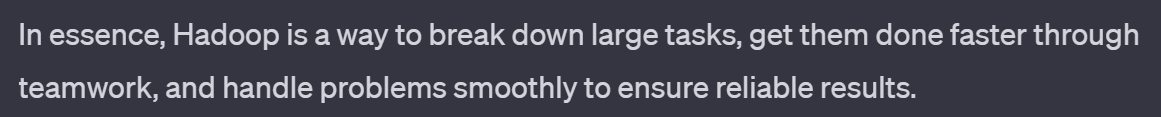 In essence, Hadoop is a way to break down large tasks, get them done faster through
teamwork, and handle problems smoothly to ensure reliable results.